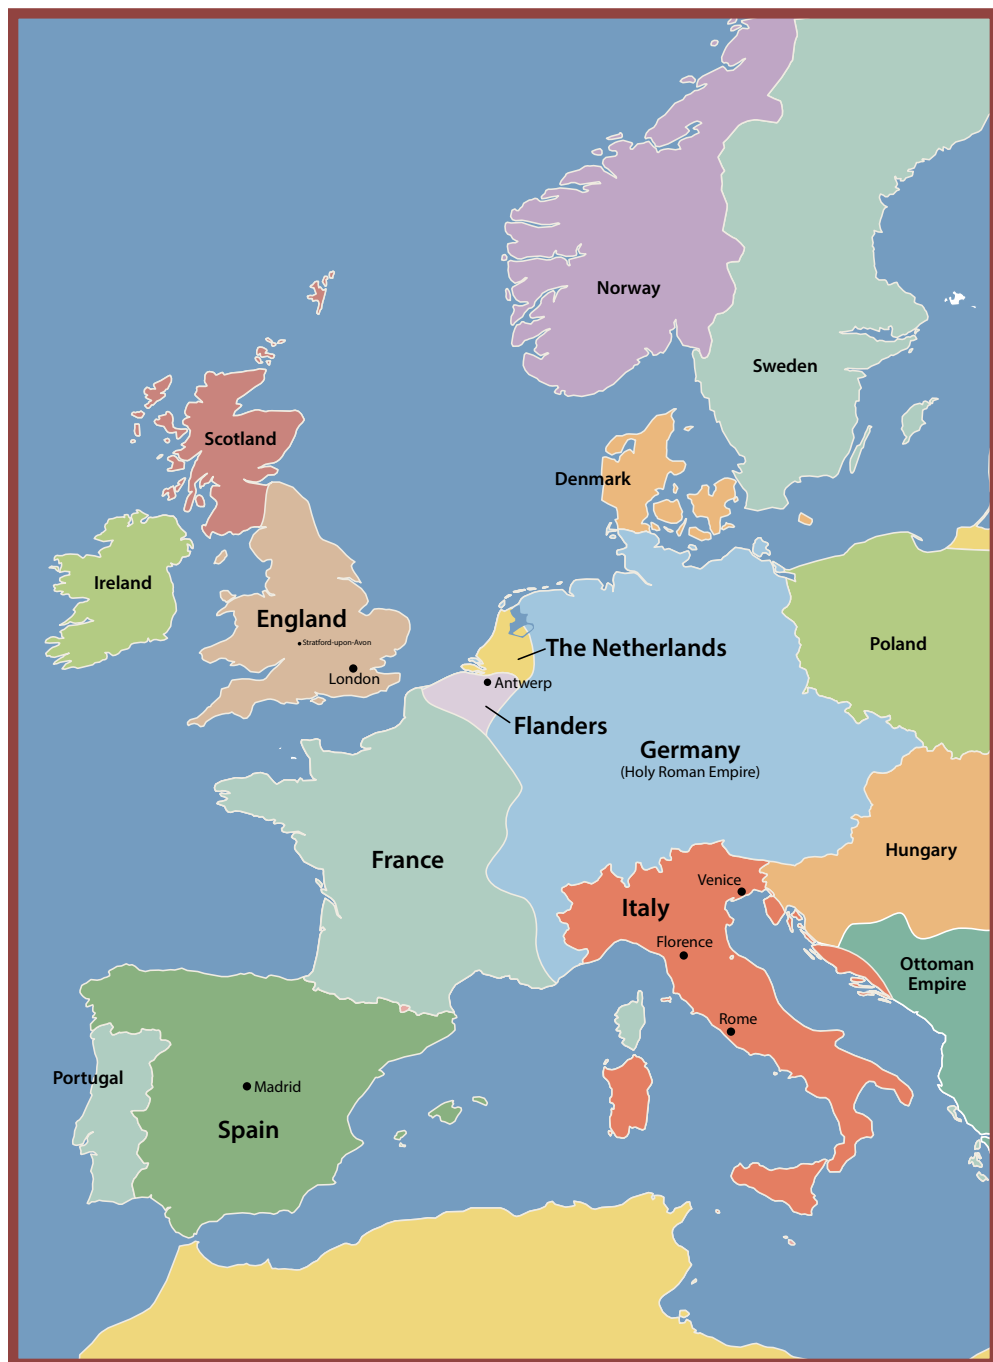 Norway
Sweden
Scotland
Denmark
Ireland
England
Stratford-upon-Avon
London
The Netherlands
Poland
Antwerp
Flanders
Germany
(Holy Roman Empire)
France
Hungary
Venice
Italy
Florence
Ottoman
Empire
Rome
Portugal
Madrid
Spain